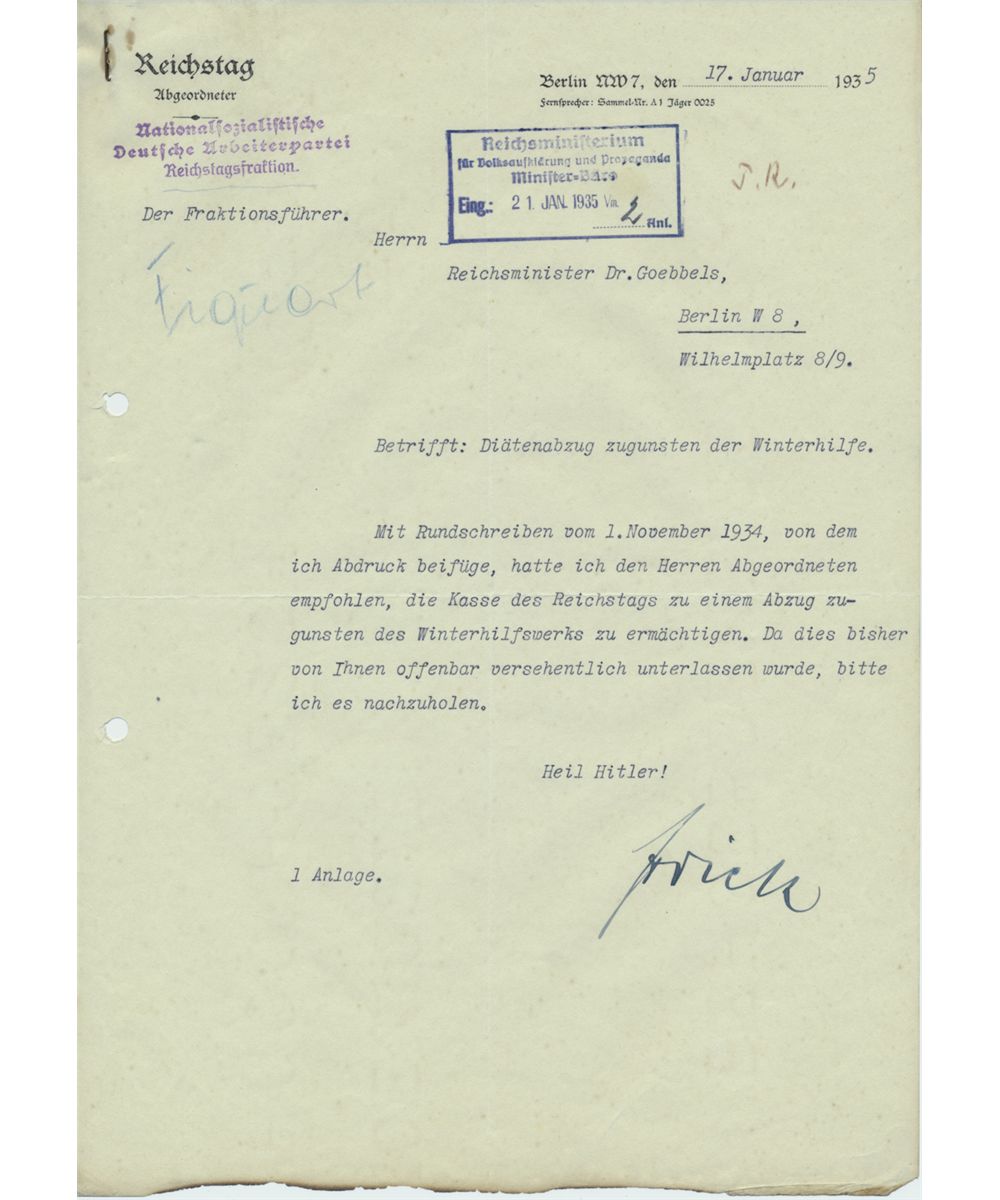 Reichstag
Abgeordneter
Nationalsozialistische
Deutsche Arbeiterpartei
Reichstagsfraktion.
Der Fraktionsführer.
Berlin NW 7, den 17. Januar 1935
Fernsprecher: Sammel-Nr. A 1 Jäger 0025
Reichsministerium
für Volksaufklärung und Propaganda
Minister-Büro
Eing.: 21. JAN. 1935 Vm.
2 Anl.
J.R.
Herrn
Reichsminister Dr.Goebbels,
Berlin W 8 ,
Wilhelmplatz 8/9.
Betrifft: Diätenabzug zugunsten der Winterhilfe.
Mit Rundschreiben vom 1.November 1934, von dem
ich Abdruck beifüge, hatte ich den Herren Abgeordneten
empfohlen, die Kasse des Reichstags zu einem Abzug zu-
gunsten des Winterhilfswerks zu ermächtigen. Da dies bisher
von Ihnen offenbar versehentlich unterlassen wurde, bitte
ich es nachzuholen.
Heil Hitler!
Frick
1 Anlage.